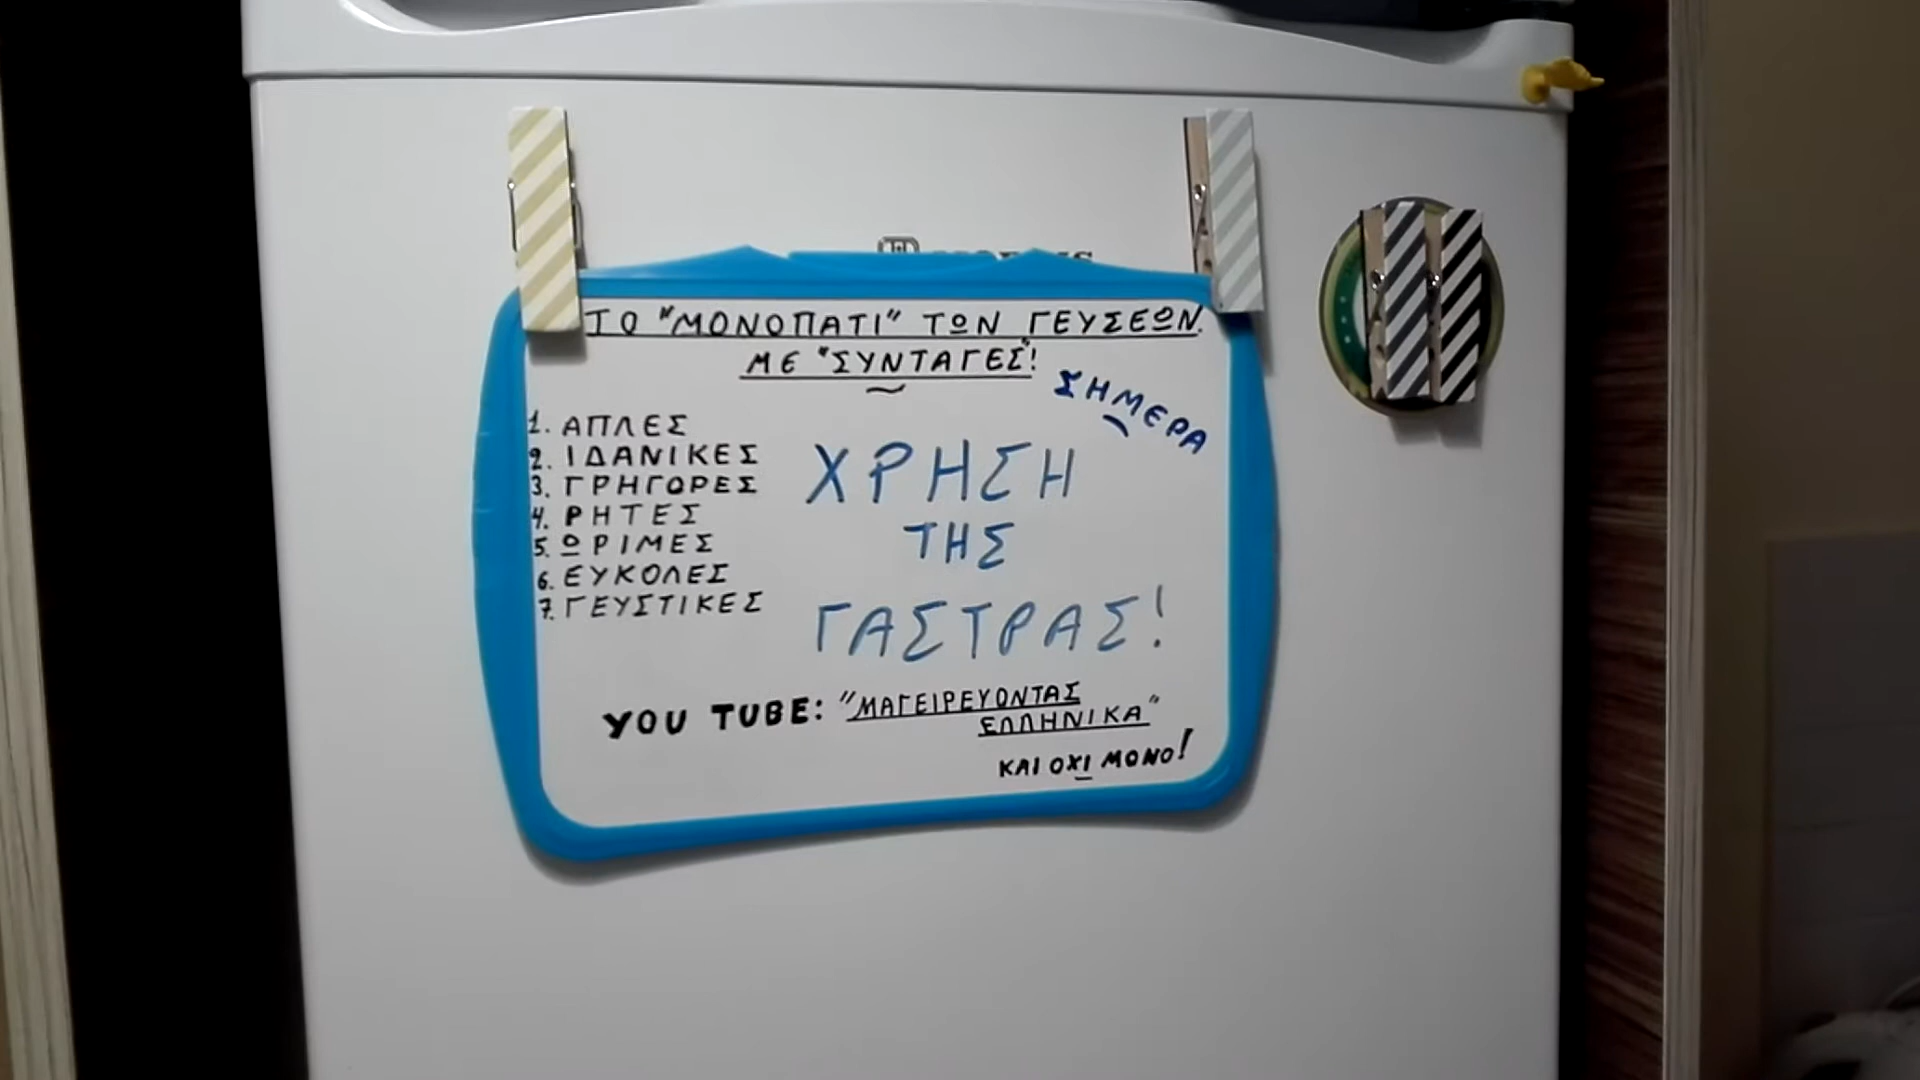 ΤΟ "ΜΟΝΟΠΑΤΙ" ΤΩΝ ΓΕΥΣΕΩΝ
ΜΕ "ΣΥΝΤΑΓΕΣ"!
ΣΗΜΕΡΑ
1. ΑΠΛΕΣ
2. ΙΔΑΝΙΚΕΣ
3. ΓΡΗΓΟΡΕΣ
4. ΡΗΤΕΣ
5. ΩΡΙΜΕΣ
6. ΕΥΚΟΛΕΣ
7. ΓΕΥΣΤΙΚΕΣ
ΧΡΗΣΗ
ΤΗΣ
ΓΑΣΤΡΑΣ!
YOU TUBE: "ΜΑΓΕΙΡΕΥΟΝΤΑΣ
ΕΛΛΗΝΙΚΑ"
ΚΑΙ ΟΧΙ ΜΟΝΟ!